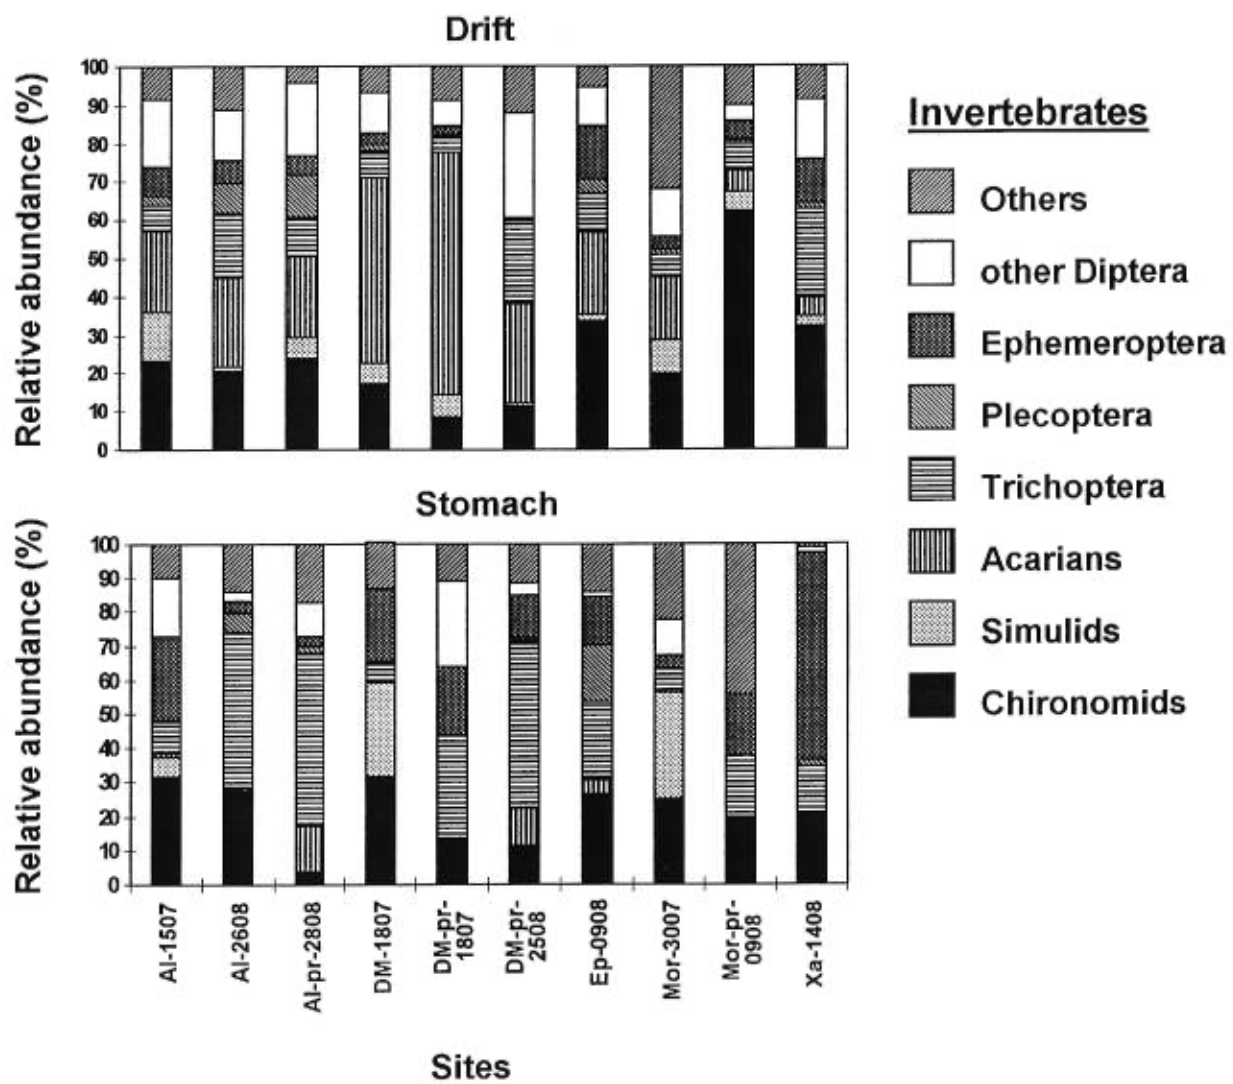 Drift
Relative abundance (%)
100
90
80
70
60
50
40
30
20
10
0
Stomach
Relative abundance (%)
100
90
80
70
60
50
40
30
20
10
0
Al-1507
Al-2608
Al-pr-2808
DM-1807
DM-pr-
1807
DM-pr-
2508
Ep-0908
Mor-3007
Mor-pr-
0908
Xa-1408
Sites
Invertebrates
Others
other Diptera
Ephemeroptera
Plecoptera
Trichoptera
Acarians
Simulids
Chironomids